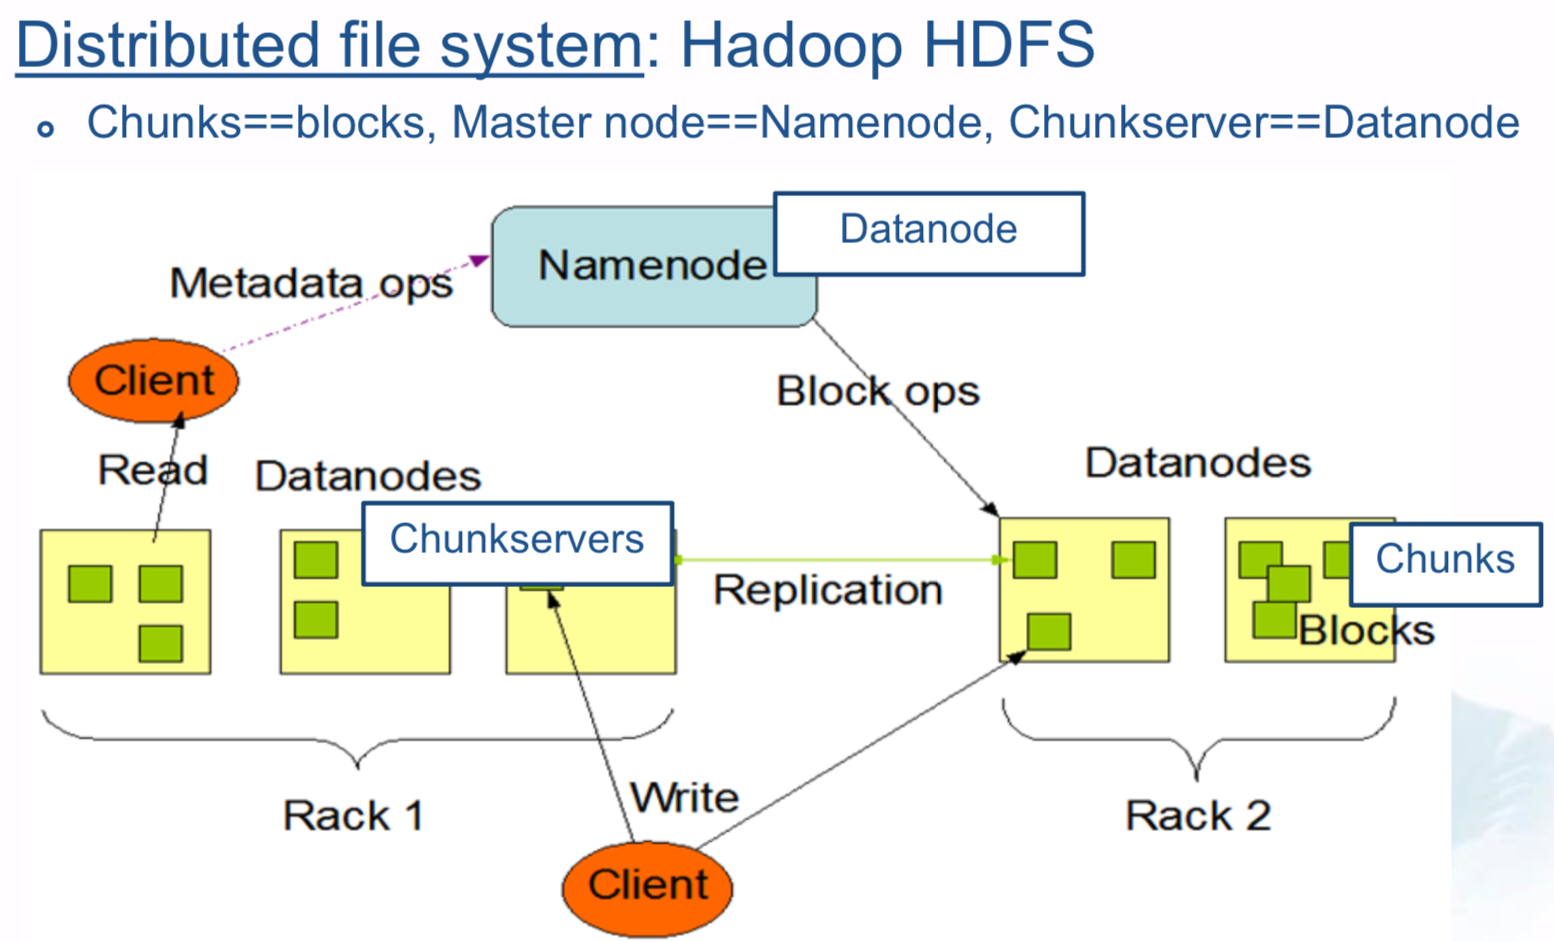 Distributed file system: Hadoop HDFS
Chunks==blocks, Master node==Namenode, Chunkserver==Datanode
Datanode
Namenode
Metadata ops
Client
Block ops
Read
Datanodes
Datanodes
Chunkservers
Chunks
Replication
Blocks
Write
Rack 1
Rack 2
Client